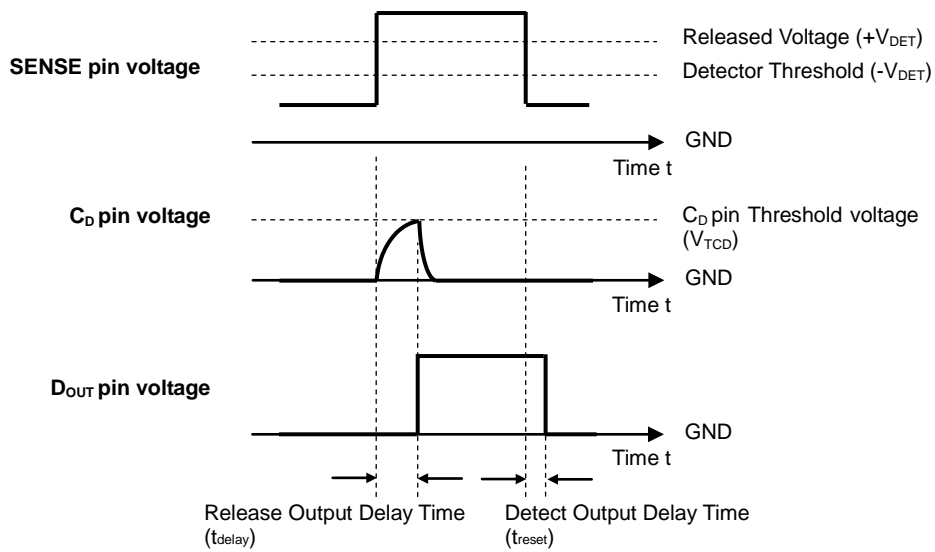 Released Voltage (+VDET)
SENSE pin voltage
Detector Threshold (-VDET)
GND
Time t
CD pin voltage
CD pin Threshold voltage
(VTCD)
GND
Time t
DOUT pin voltage
GND
Time t
Release Output Delay Time
(tdelay)
Detect Output Delay Time
(treset)